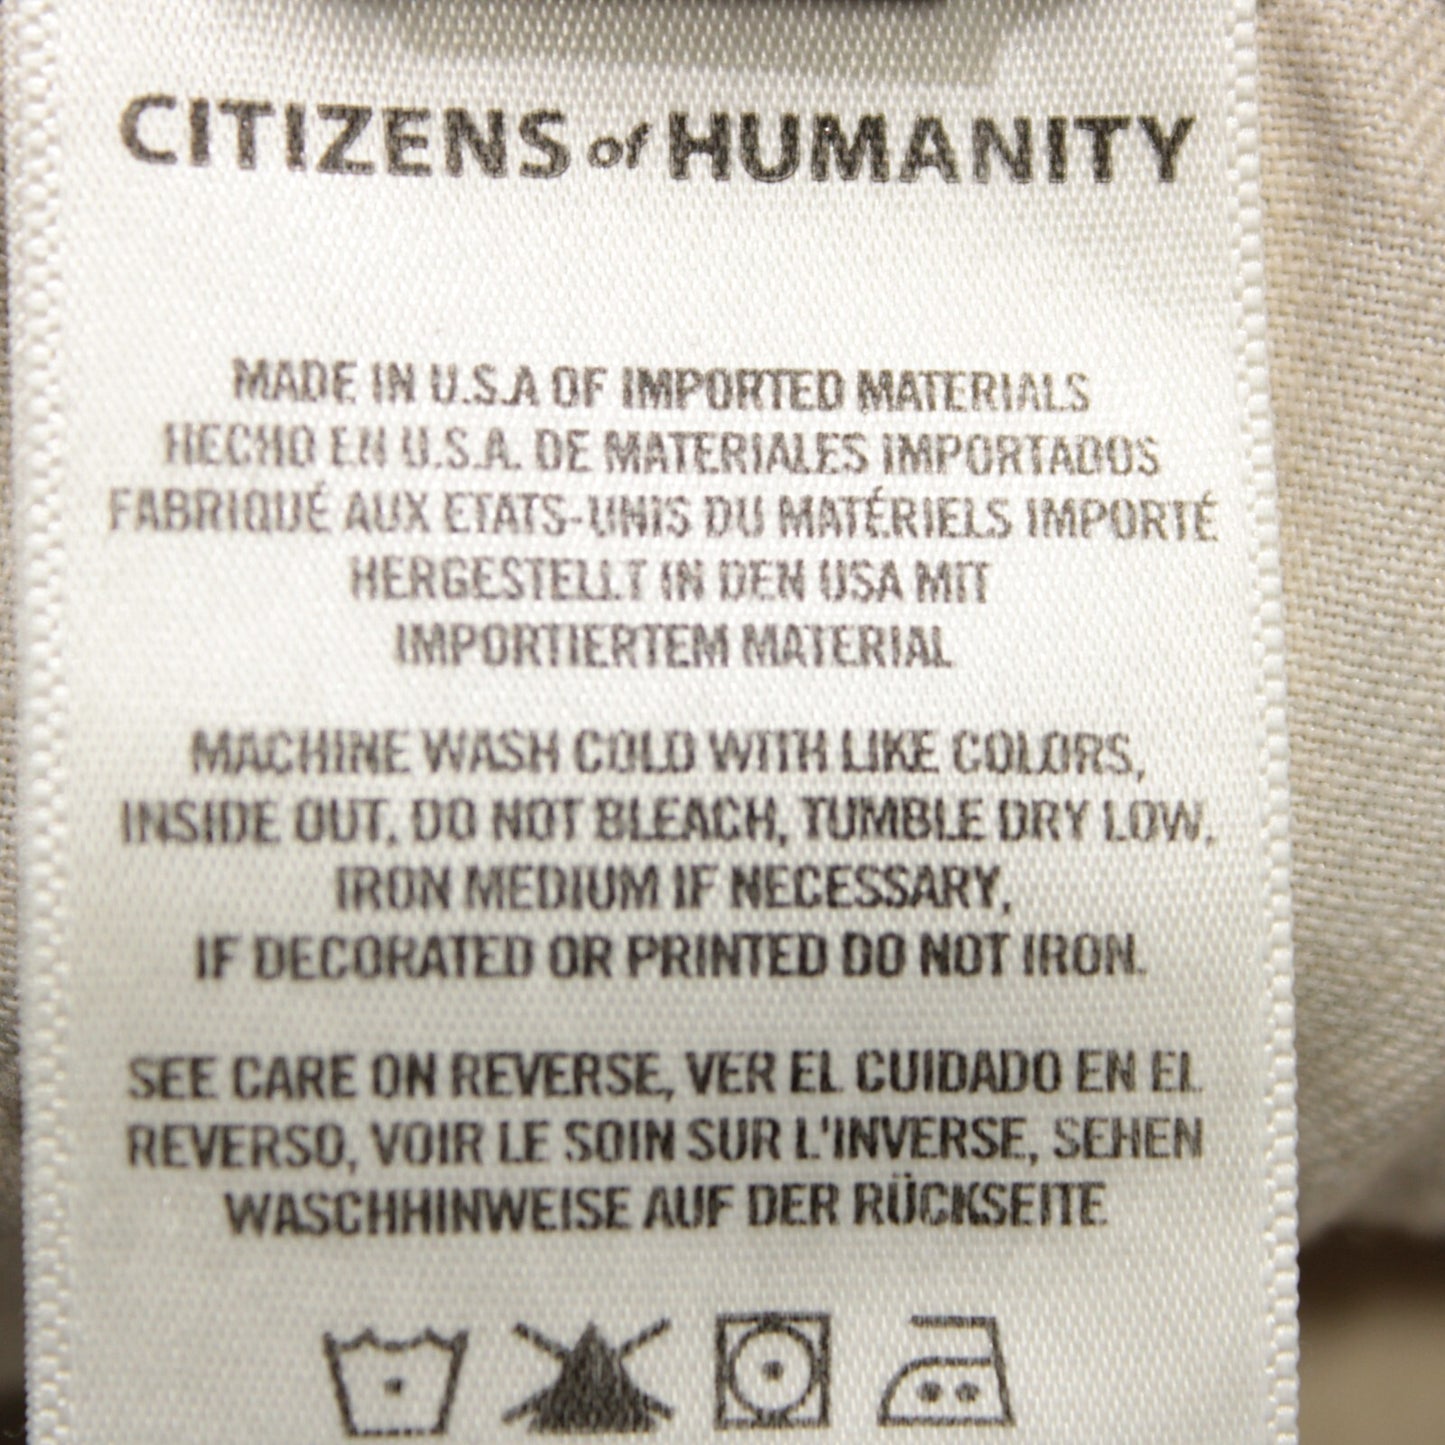 CITIZENS of HUMANITY
MADE IN U.S.A OF IMPORTED MATERIALS
HECHO EN U.S.A. DE MATERIALES IMPORTADOS
FABRIQUÉ AUX ETATS-UNIS DU MATÉRIELS IMPORTÉ
HERGESTELLT IN DEN USA MIT
IMPORTIERTEM MATERIAL
MACHINE WASH COLD WITH LIKE COLORS,
INSIDE OUT, DO NOT BLEACH, TUMBLE DRY LOW,
IRON MEDIUM IF NECESSARY,
IF DECORATED OR PRINTED DO NOT IRON.
SEE CARE ON REVERSE, VER EL CUIDADO EN EL
REVERSO, VOIR LE SOIN SUR L'INVERSE, SEHEN
WASCHHINWEISE AUF DER RÜCKSEITE